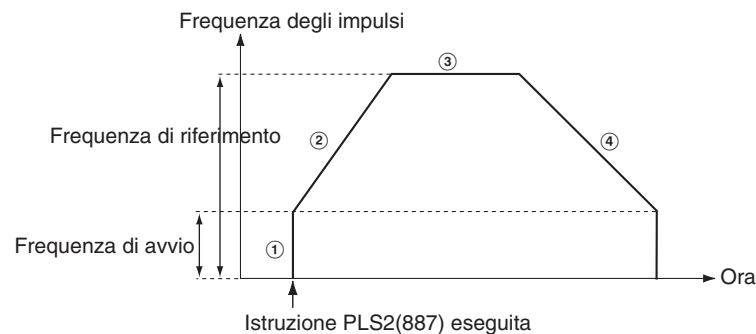 Frequenza degli impulsi
③
Frequenza di riferimento
②
④
Frequenza di avvio
①
Ora
Istruzione PLS2(887) eseguita